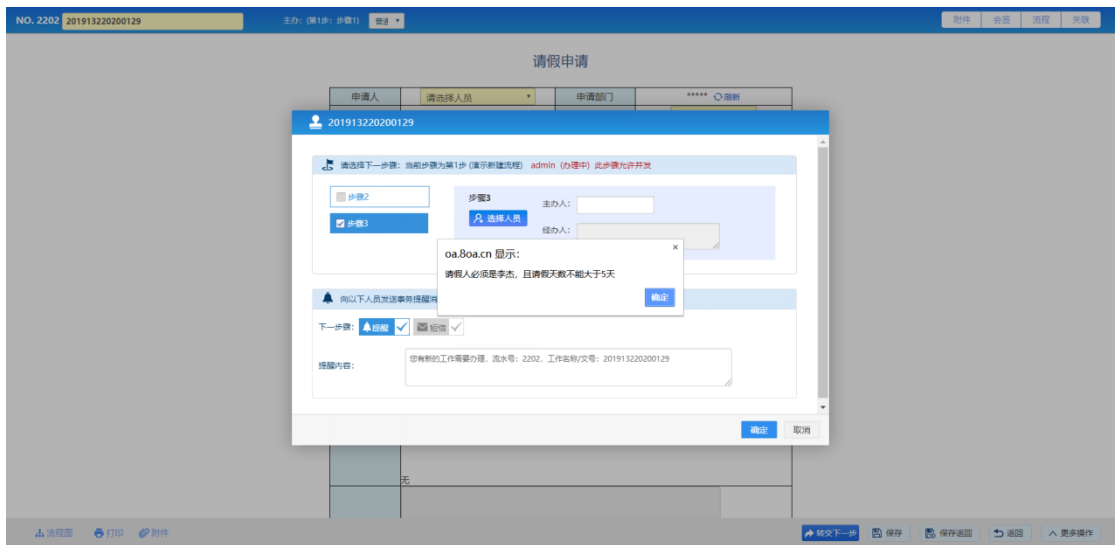 NO. 2202 201913220200129 主办: (第1步: 步骤1) 普通 附件 会签 流程 关联
请假申请
申请人 请选择人员 申请部门 ***** 刷新
201913220200129
请选择下一步骤: 当前步骤为第1步 (演示新建流程) admin (办理中) 此步骤允许并发
步骤2 步骤3 主办人:
步骤3 选择人员
经办人:
oa.8oa.cn 显示: ×
请假人必须是李杰, 且请假天数不能大于5天
确定
向以下人员发送事务提醒消
下一步骤: 提醒 短信
您有新的工作需要办理, 流水号: 2202, 工作名称/文号: 201913220200129
提醒内容:
确定 取消
无
流程图 打印 附件 转交下一步 保存 保存返回 返回 更多操作